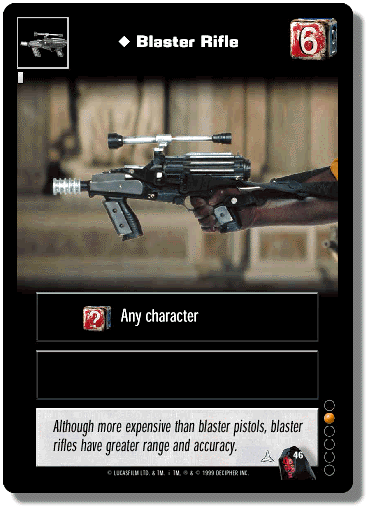 ◆ Blaster Rifle
6
? Any character
Although more expensive than blaster pistols, blaster
rifles have greater range and accuracy.
46
© LUCASFILM LTD. & TM. ® & © 1999 DECIPHER INC.